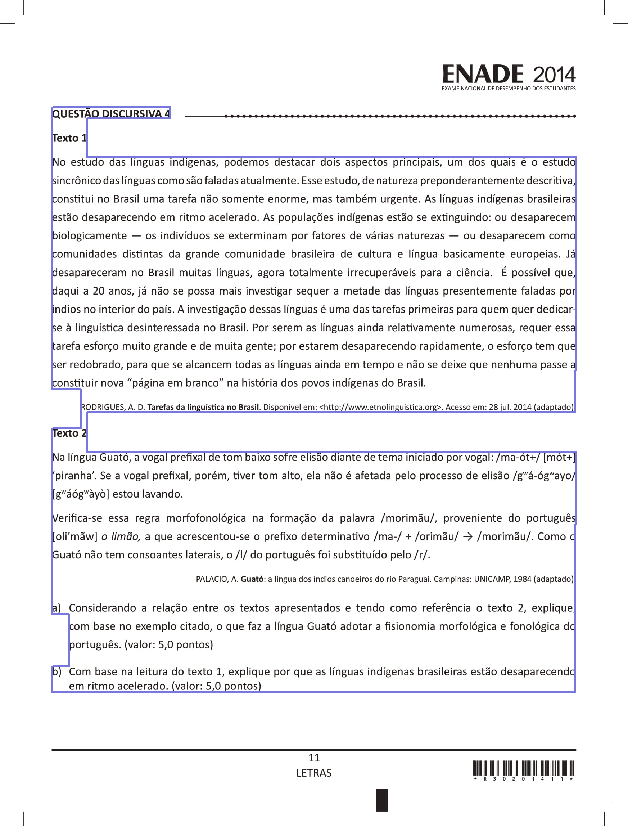 ENADE 2014
EXAME NACIONAL DE DESEMPENHO DOS ESTUDANTES
QUESTÃO DISCURSIVA 4
Texto 1
No estudo das línguas indígenas, podemos destacar dois aspectos principais, um dos quais é o estudo
sincrônico das línguas como são faladas atualmente. Esse estudo, de natureza preponderantemente descritiva,
constitui no Brasil uma tarefa não somente enorme, mas também urgente. As línguas indígenas brasileiras
estão desaparecendo em ritmo acelerado. As populações indígenas estão se extinguindo: ou desaparecem
biologicamente — os indivíduos se exterminam por fatores de várias naturezas — ou desaparecem como
comunidades distintas da grande comunidade brasileira de cultura e língua basicamente europeias. Já
desapareceram no Brasil muitas línguas, agora totalmente irrecuperáveis para a ciência. É possível que,
daqui a 20 anos, já não se possa mais investigar sequer a metade das línguas presentemente faladas por
índios no interior do país. A investigação dessas línguas é uma das tarefas primeiras para quem quer dedicar-
se à linguística desinteressada no Brasil. Por serem as línguas ainda relativamente numerosas, requer essa
tarefa esforço muito grande e de muita gente; por estarem desaparecendo rapidamente, o esforço tem que
ser redobrado, para que se alcancem todas as línguas ainda em tempo e não se deixe que nenhuma passe a
constituir nova “página em branco” na história dos povos indígenas do Brasil.
RODRIGUES, A. D. Tarefas da linguística no Brasil. Disponível em: <http://www.etnolinguistica.org>. Acesso em: 28 jul. 2014 (adaptado).
Texto 2
Na língua Guató, a vogal prefixal de tom baixo sofre elisão diante de tema iniciado por vogal: /ma-ót+/ [mót+]
‘piranha’. Se a vogal prefixal, porém, tiver tom alto, ela não é afetada pelo processo de elisão /gʷá-ógʷayo/
[gʷáógʷàyò] estou lavando.
Verifica-se essa regra morfofonológica na formação da palavra /morimãu/, proveniente do português
[oli'mãw] o limão, a que acrescentou-se o prefixo determinativo /ma-/ + /orimãu/ → /morimãu/. Como o
Guató não tem consoantes laterais, o /l/ do português foi substituído pelo /r/.
PALACIO, A. Guató: a língua dos índios canoeiros do rio Paraguai. Campinas: UNICAMP, 1984 (adaptado).
a) Considerando a relação entre os textos apresentados e tendo como referência o texto 2, explique,
com base no exemplo citado, o que faz a língua Guató adotar a fisionomia morfológica e fonológica do
português. (valor: 5,0 pontos)
b) Com base na leitura do texto 1, explique por que as línguas indígenas brasileiras estão desaparecendo
em ritmo acelerado. (valor: 5,0 pontos)
11
LETRAS
*R30201411*